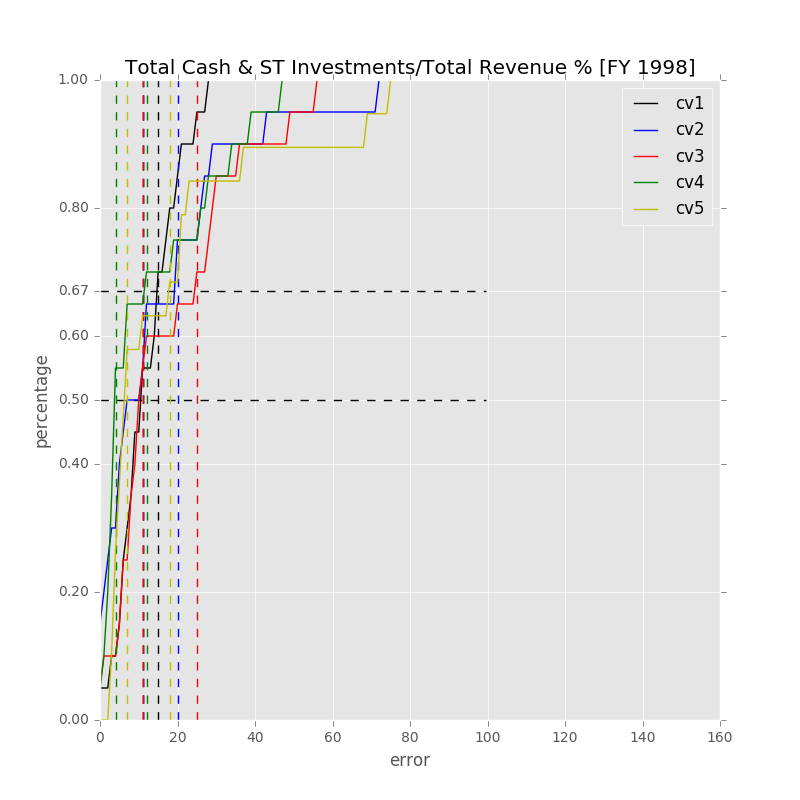 Total Cash & ST Investments/Total Revenue % [FY 1998]
1.00
0.80
0.67
0.60
0.50
0.40
0.20
0.00
percentage
cv1
cv2
cv3
cv4
cv5
0 20 40 60 80 100 120 140 160
error